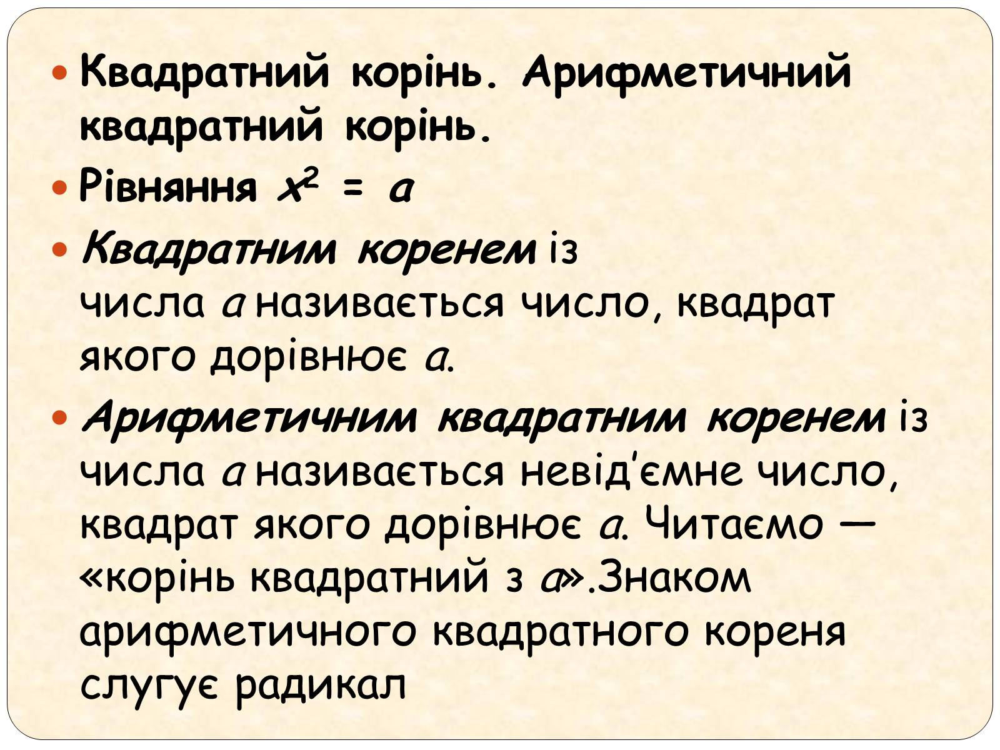 • Квадратний корінь. Арифметичний
квадратний корінь.
• Рівняння x² = a
• Квадратним коренем із
числа a називається число, квадрат
якого дорівнює a.
• Арифметичним квадратним коренем із
числа a називається невід’ємне число,
квадрат якого дорівнює a. Читаємо —
«корінь квадратний з a».Знаком
арифметичного квадратного кореня
слугує радикал